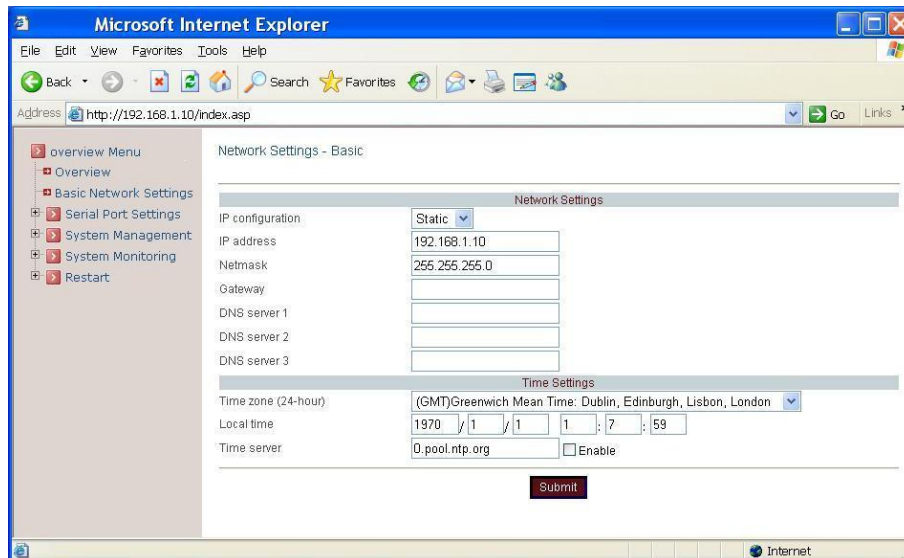 Microsoft Internet Explorer
File Edit View Favorites Tools Help
Back Search Favorites
Address http://192.168.1.10/index.asp Go Links
overview Menu
Overview
Basic Network Settings
Serial Port Settings
System Management
System Monitoring
Restart
Network Settings - Basic
Network Settings
IP configuration Static
IP address 192.168.1.10
Netmask 255.255.255.0
Gateway
DNS server 1
DNS server 2
DNS server 3
Time Settings
Time zone (24-hour) (GMT)Greenwich Mean Time: Dublin, Edinburgh, Lisbon, London
Local time 1970 / 1 / 1 1 : 7 : 59
Time server 0.pool.ntp.org Enable
Submit
Internet